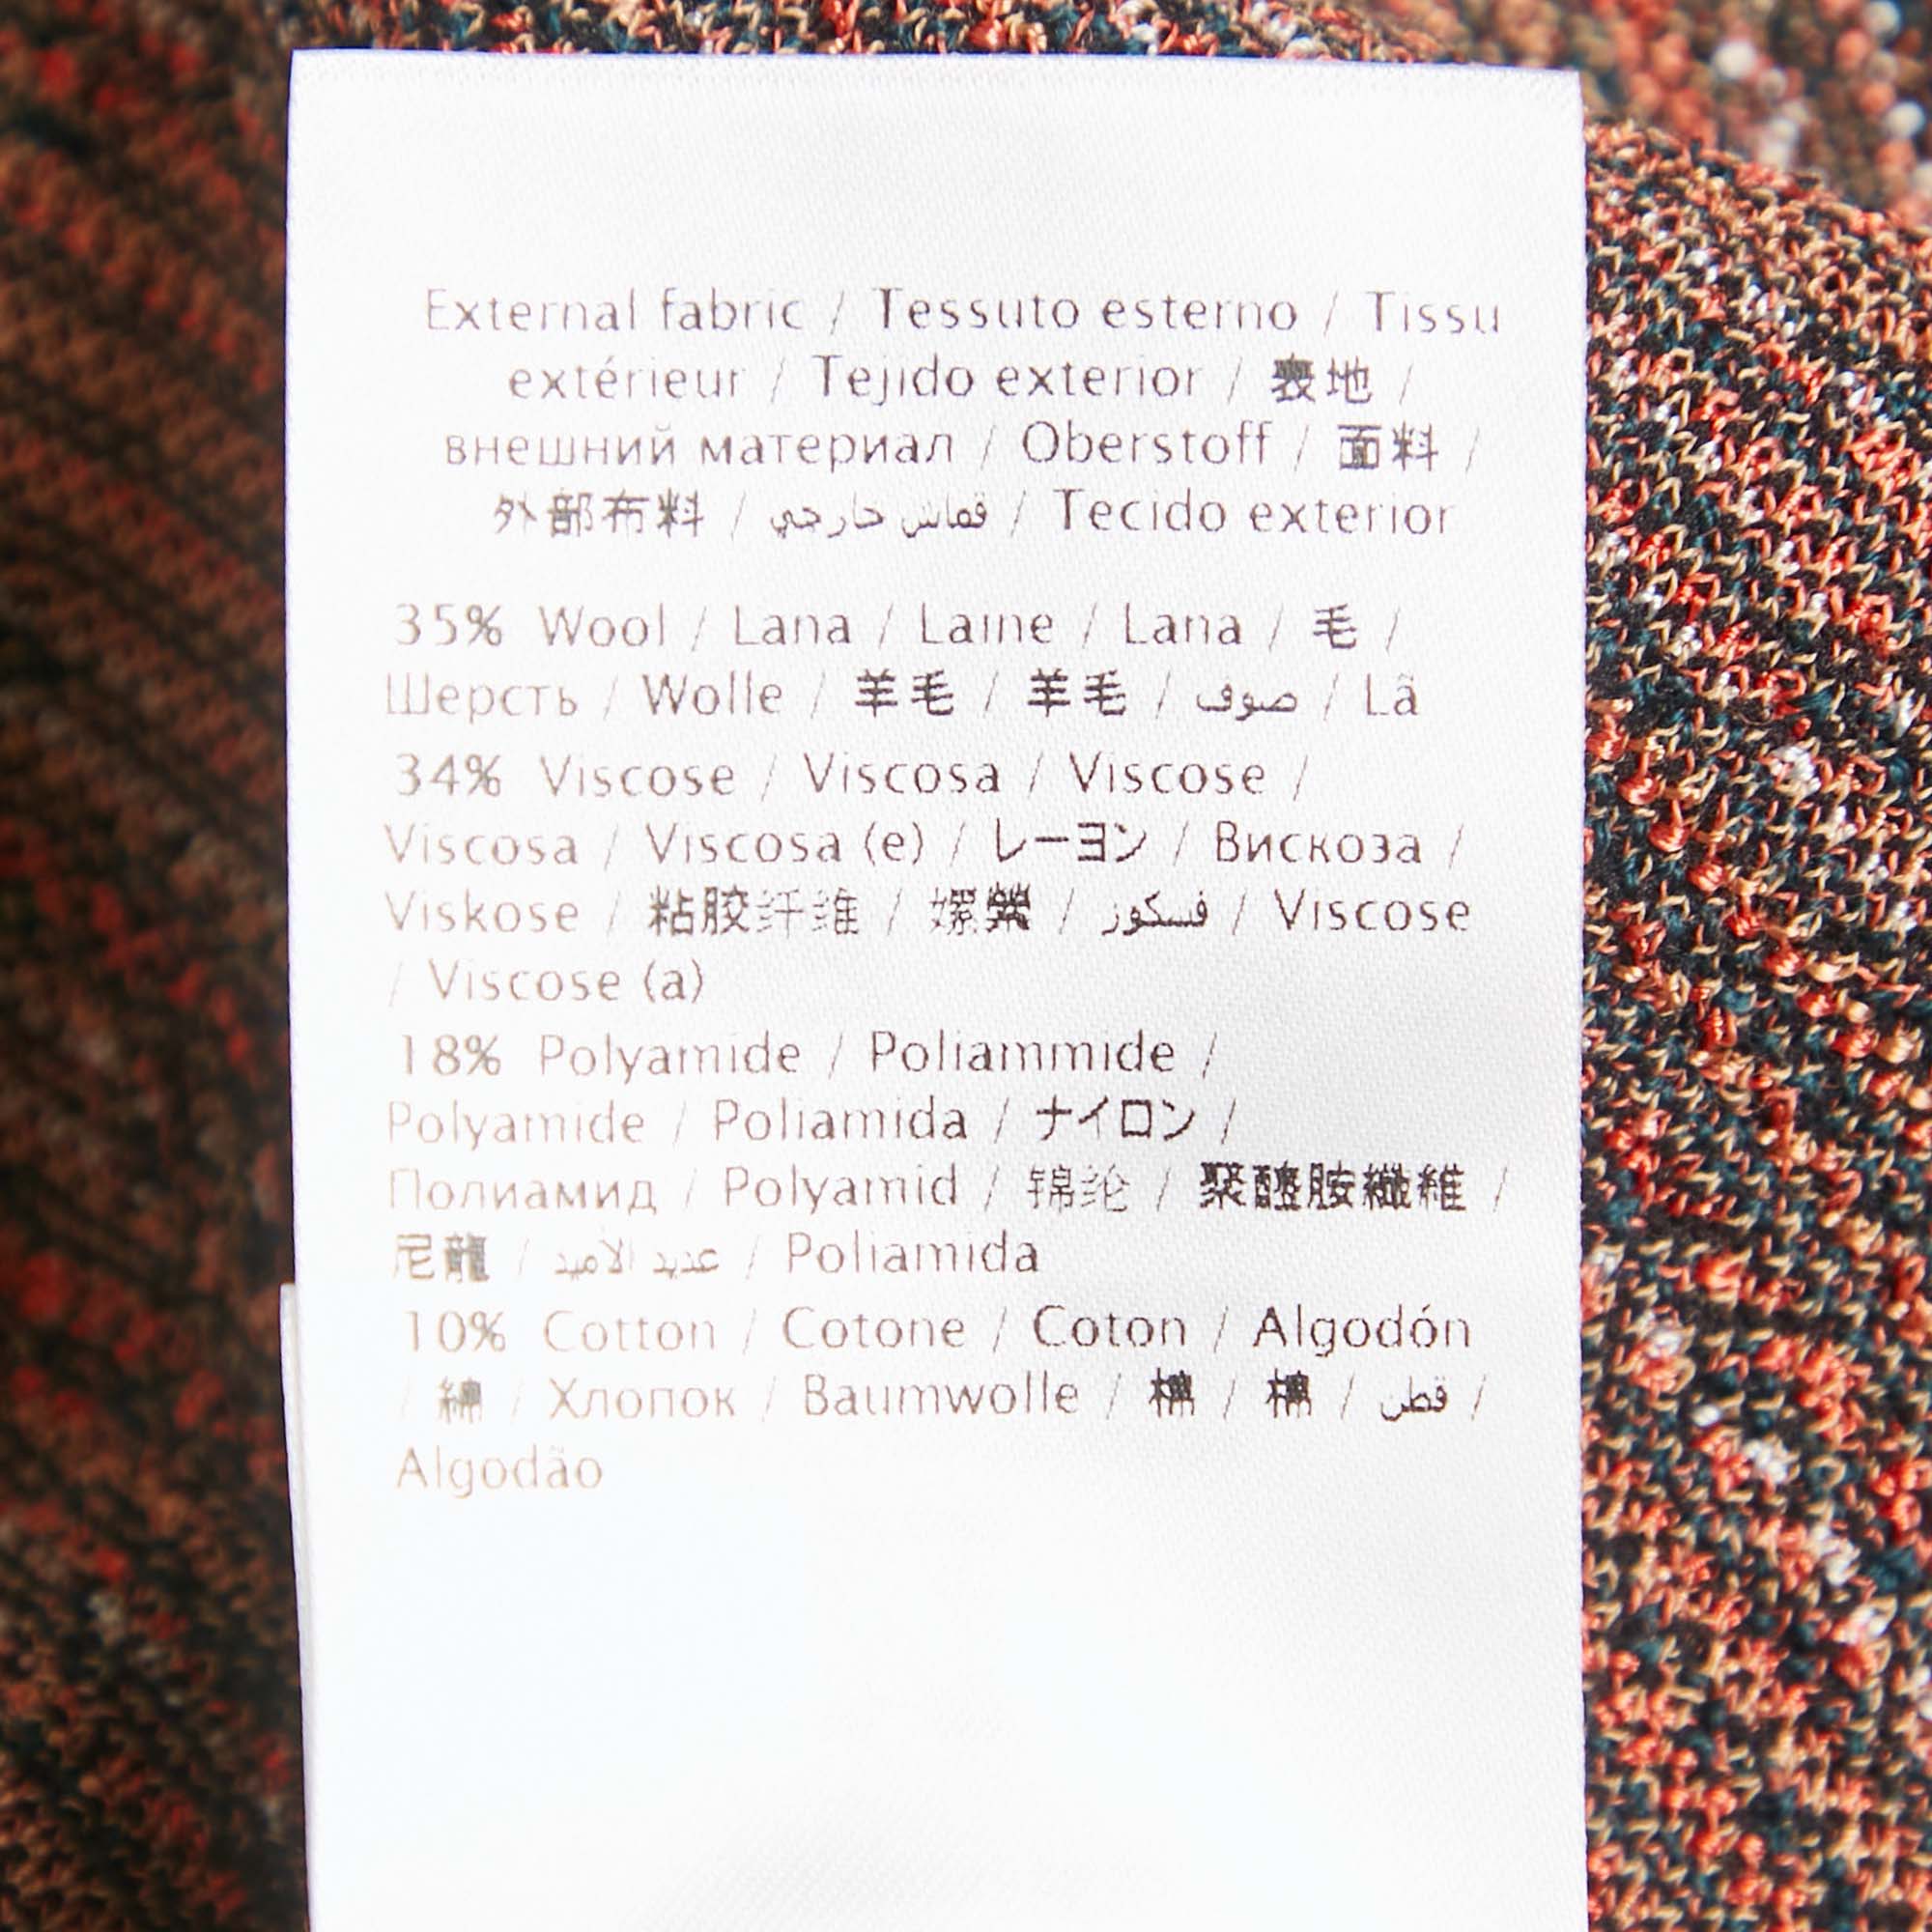 External fabric / Tessuto esterno / Tissu
extérieur / Tejido exterior / 表地 /
внешний материал / Oberstoff / 面料 /
外部布料 / قماش خارجي / Tecido exterior
35% Wool / Lana / Laine / Lana / 毛 /
Шерсть / Wolle / 羊毛 / 羊毛 / صوف / Lã
34% Viscose / Viscosa / Viscose /
Viscosa / Viscosa (e) / レーヨン / Вискоза /
Viskose / 粘胶纤维 / 嫘縈 / فسكوز / Viscose
/ Viscose (a)
18% Polyamide / Poliammide /
Polyamide / Poliamida / ナイロン /
Полиамид / Polyamid / 锦纶 / 聚醯胺纖維 /
尼龍 / عديد الاميد / Poliamida
10% Cotton / Cotone / Coton / Algodón
/ 綿 / Хлопок / Baumwolle / 棉 / 棉 / قطن /
Algodão